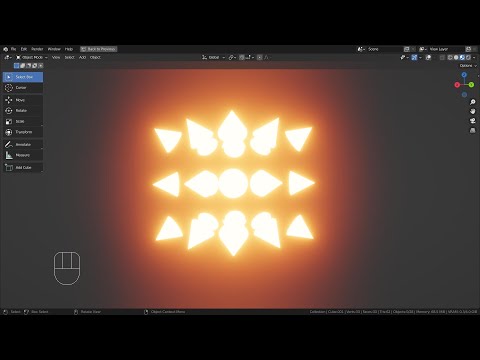 File Edit Render Window Help Back to Previous Scene View Layer
Object Mode View Select Add Object Global Options
Select Box
Cursor
Move
Rotate
Scale
Transform
Annotate
Measure
Add Cube
Select Box Select Rotate View Object Context Menu